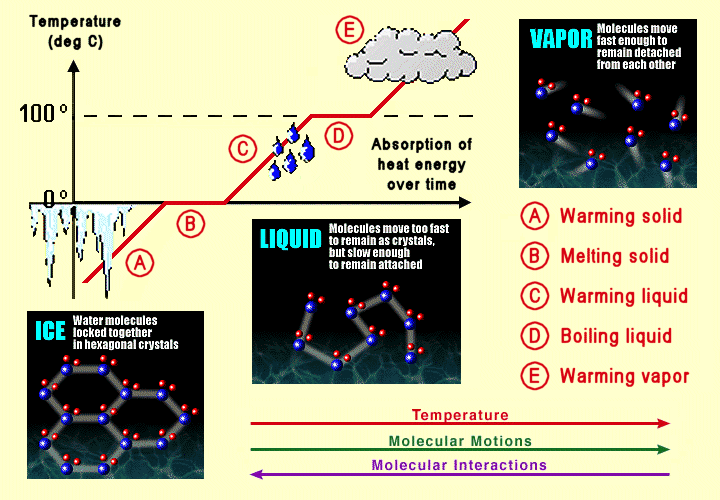 Temperature
(deg C)
100°
0°
A
B
C
D
E
Absorption of
heat energy
over time
VAPOR
Molecules move
fast enough to
remain detached
from each other
LIQUID
Molecules move too fast
to remain as crystals,
but slow enough
to remain attached
ICE
Water molecules
locked together
in hexagonal crystals
A Warming solid
B Melting solid
C Warming liquid
D Boiling liquid
E Warming vapor
Temperature
Molecular Motions
Molecular Interactions